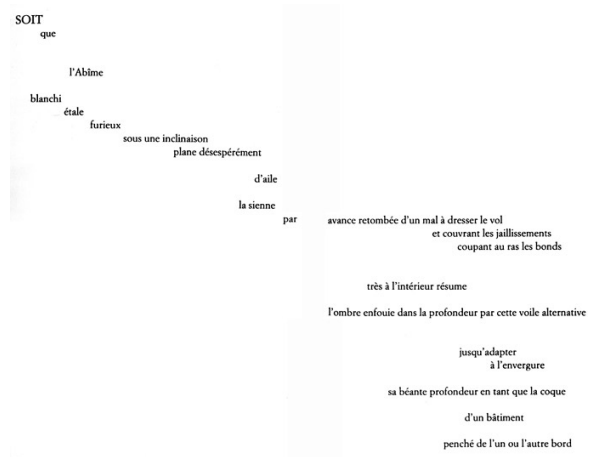 SOIT
que
l'Abîme
blanchi
étale
furieux
sous une inclinaison
plane désespérément
d'aile
la sienne
par avance retombée d'un mal à dresser le vol
et couvrant les jaillissements
coupant au ras les bonds
très à l'intérieur résume
l'ombre enfouie dans la profondeur par cette voile alternative
jusqu'adapter
à l'envergure
sa béante profondeur en tant que la coque
d'un bâtiment
penché de l'un ou l'autre bord